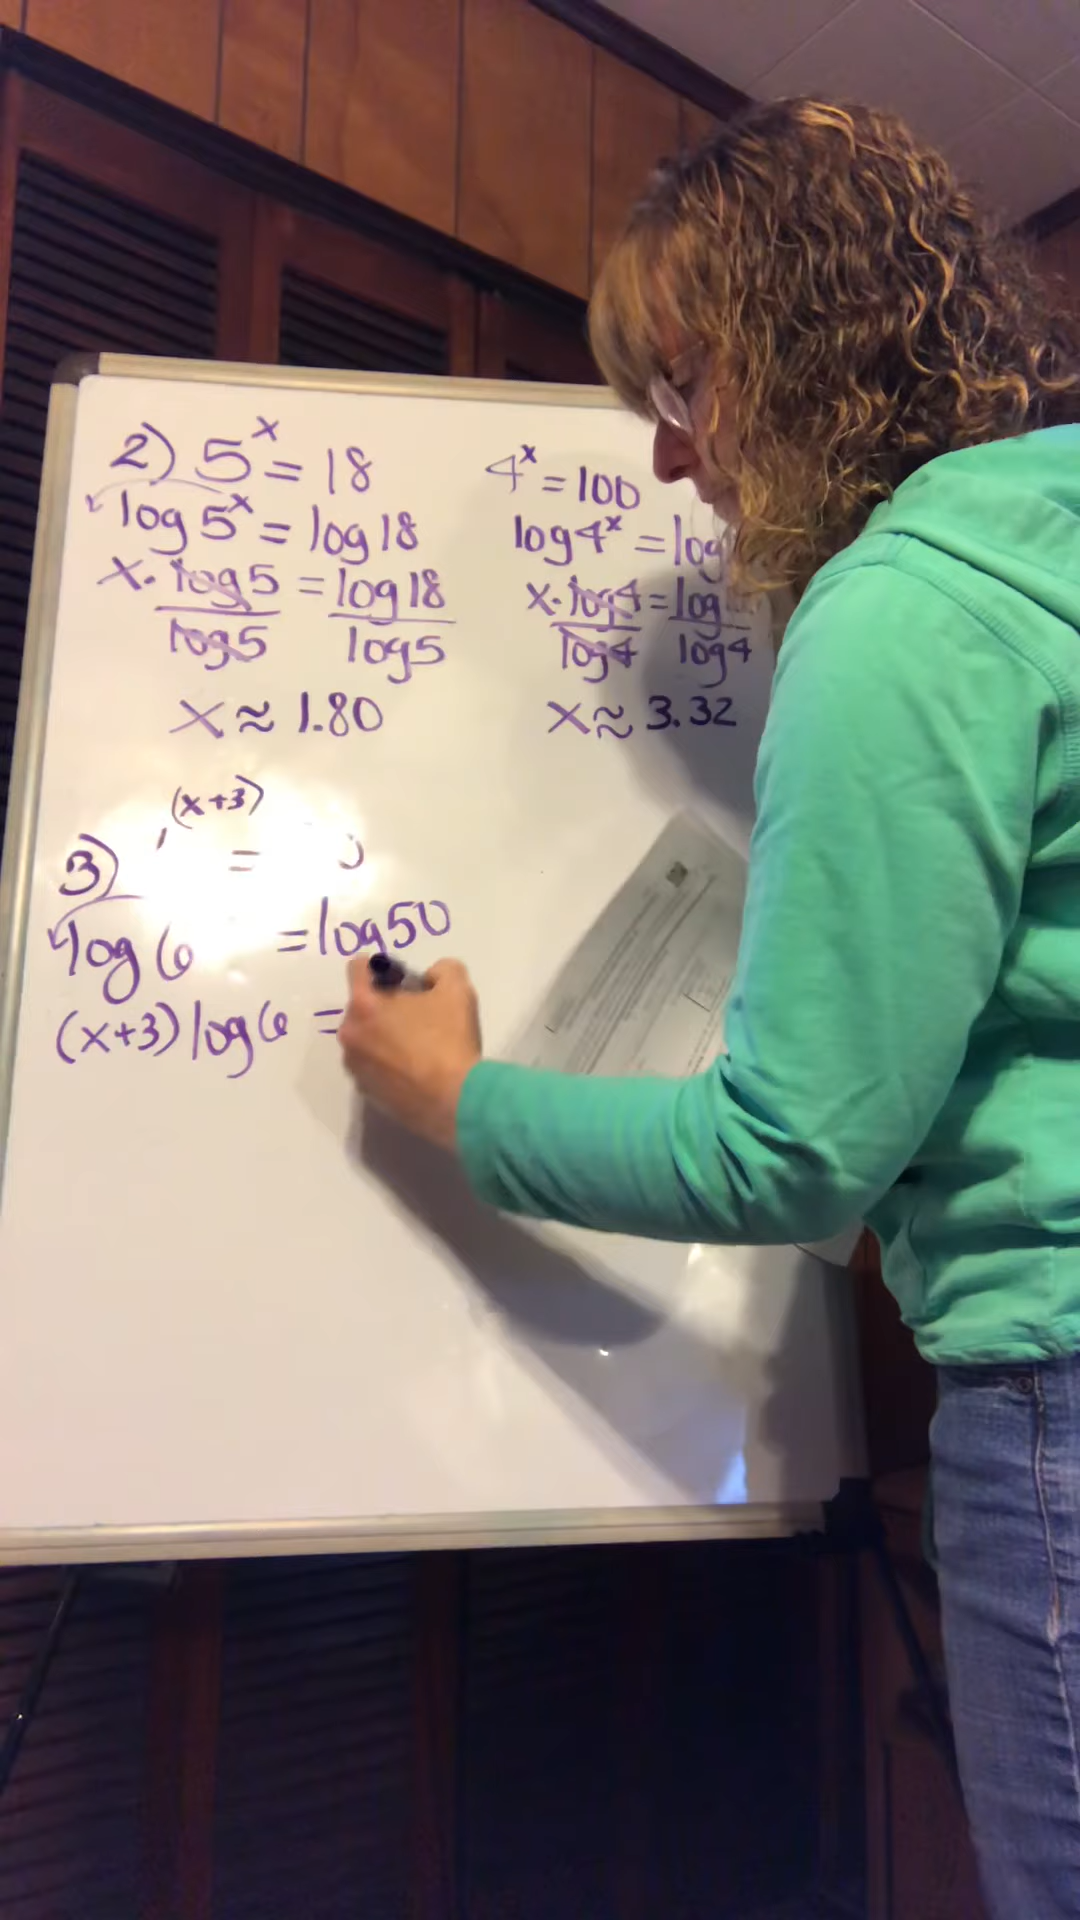 2) 5^x = 18
log 5^x = log 18
x · log 5 = log 18
log 5 log 5
x ≈ 1.80
4^x = 100
log 4^x = log
x · log 4 = log
log 4 log 4
x ≈ 3.32
(x+3)
3) =
log 6 = log 50
(x+3) log 6 =